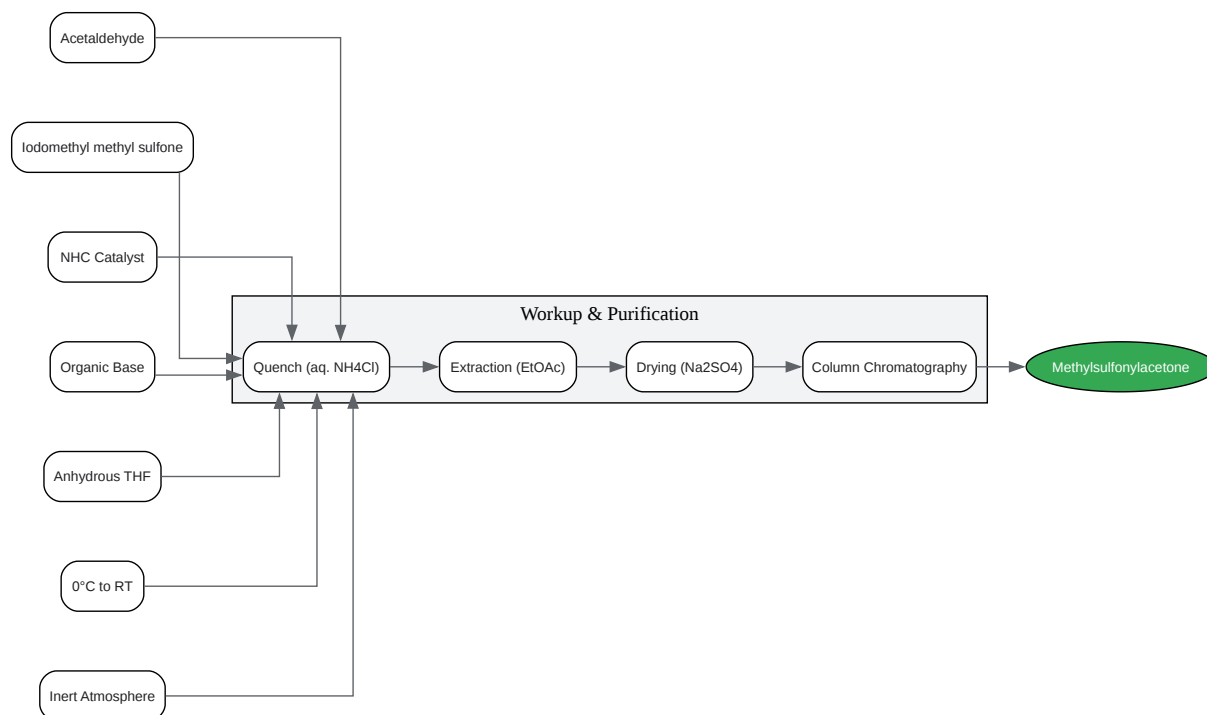 Acetaldehyde
Iodomethyl methyl sulfone
NHC Catalyst
Organic Base
Anhydrous THF
0°C to RT
Inert Atmosphere
Workup & Purification
Quench (aq. NH4Cl)
Extraction (EtOAc)
Drying (Na2SO4)
Column Chromatography
Methylsulfonylacetone